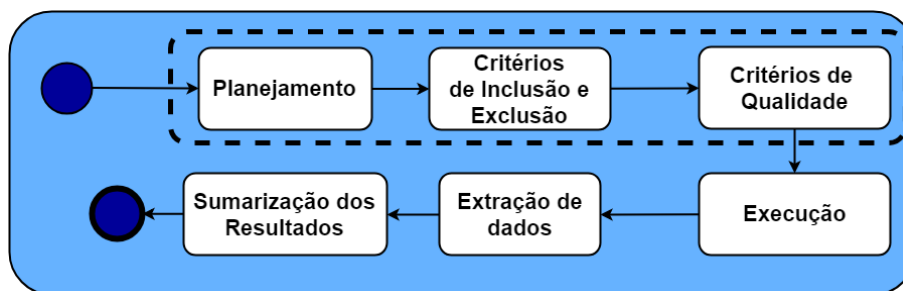 Planejamento
Critérios
de Inclusão e
Exclusão
Critérios de
Qualidade
Execução
Extração de
dados
Sumarização dos
Resultados